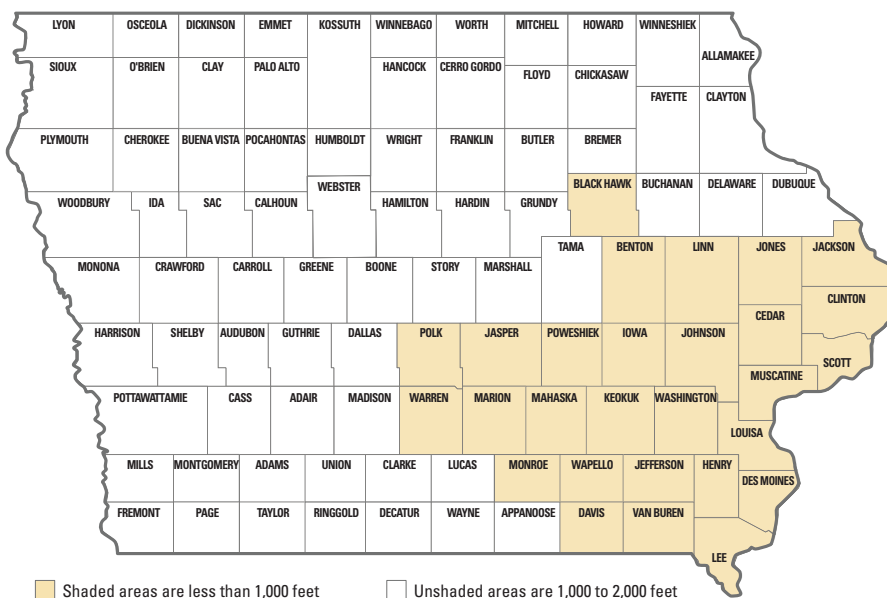 LYON OSCEOLA DICKINSON EMMET KOSSUTH WINNEBAGO WORTH MITCHELL HOWARD WINNESHIEK
ALLAMAKEE
SIOUX O'BRIEN CLAY PALO ALTO HANCOCK CERRO GORDO
FLOYD CHICKASAW
FAYETTE CLAYTON
PLYMOUTH CHEROKEE BUENA VISTA POCAHONTAS HUMBOLDT WRIGHT FRANKLIN BUTLER BREMER
WEBSTER BLACK HAWK BUCHANAN DELAWARE DUBUQUE
WOODBURY IDA SAC CALHOUN HAMILTON HARDIN GRUNDY
TAMA BENTON LINN JONES JACKSON
MONONA CRAWFORD CARROLL GREENE BOONE STORY MARSHALL
CLINTON
CEDAR
HARRISON SHELBY AUDUBON GUTHRIE DALLAS POLK JASPER POWESHIEK IOWA JOHNSON
SCOTT
MUSCATINE
POTTAWATTAMIE CASS ADAIR MADISON WARREN MARION MAHASKA KEOKUK WASHINGTON
LOUISA
MILLS MONTGOMERY ADAMS UNION CLARKE LUCAS MONROE WAPELLO JEFFERSON HENRY
DES MOINES
FREMONT PAGE TAYLOR RINGGOLD DECATUR WAYNE APPANOOSE DAVIS VAN BUREN
LEE
Shaded areas are less than 1,000 feet Unshaded areas are 1,000 to 2,000 feet